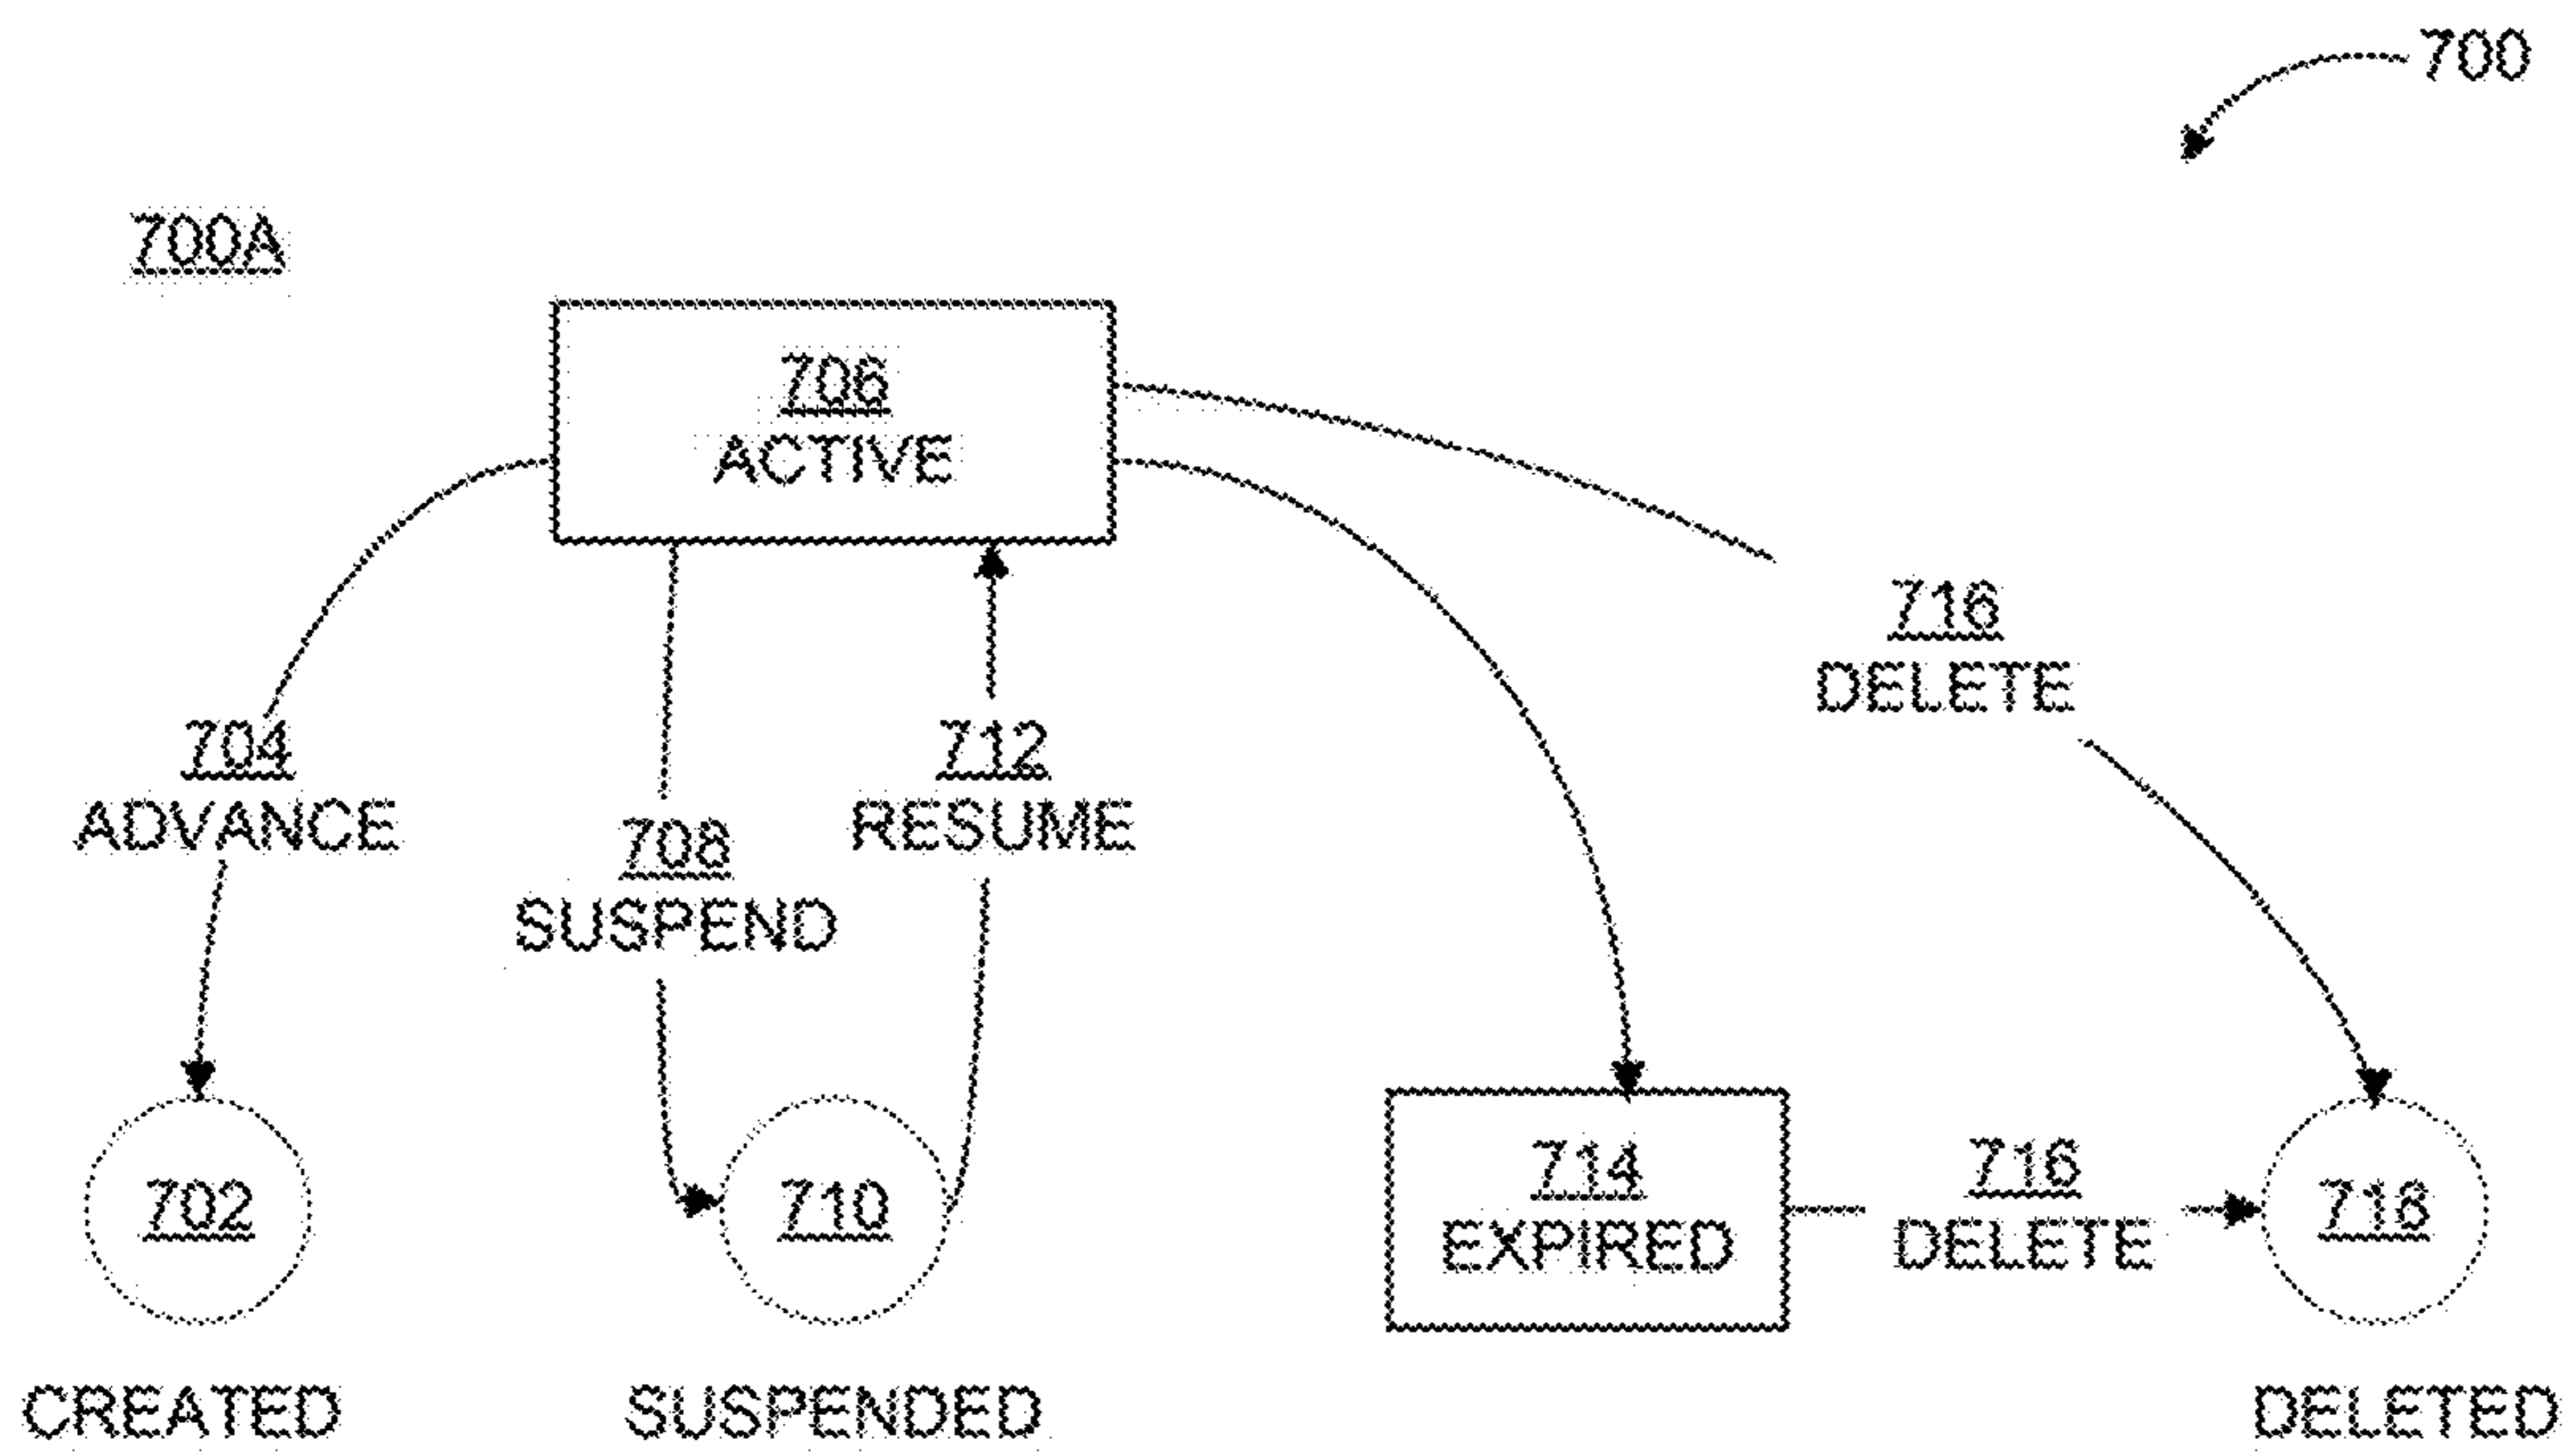 700
700A
706
ACTIVE
716
DELETE
704
ADVANCE
712
RESUME
708
SUSPEND
702
710
714
EXPIRED
716
DELETE
716
CREATED
SUSPENDED
DELETED